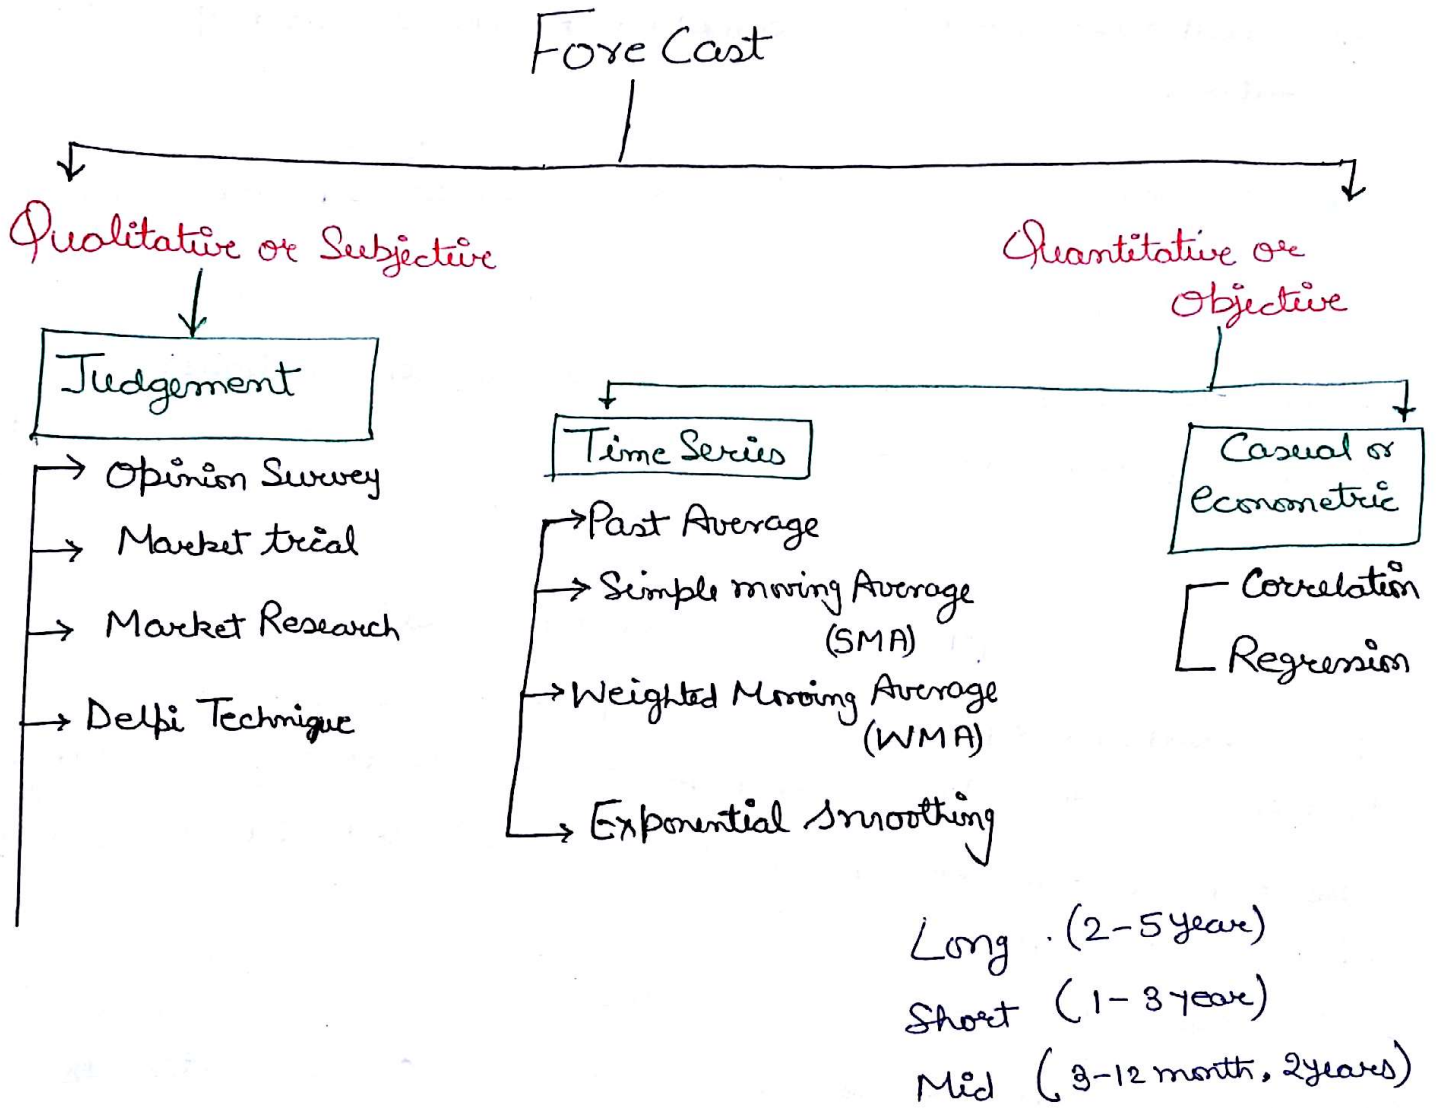 Fore Cast
Qualitative or Subjective
Judgement
Opinion Survey
Market trial
Market Research
Delpi Technique
Quantitative or
Objective
Time Series
Past Average
Simple moving Average
(SMA)
Weighted Moving Average
(WMA)
Exponential Smoothing
Casual or
econometric
Correlation
Regression
Long . (2-5 year)
Short (1-3 year)
Mid (3-12 month, 2 years)